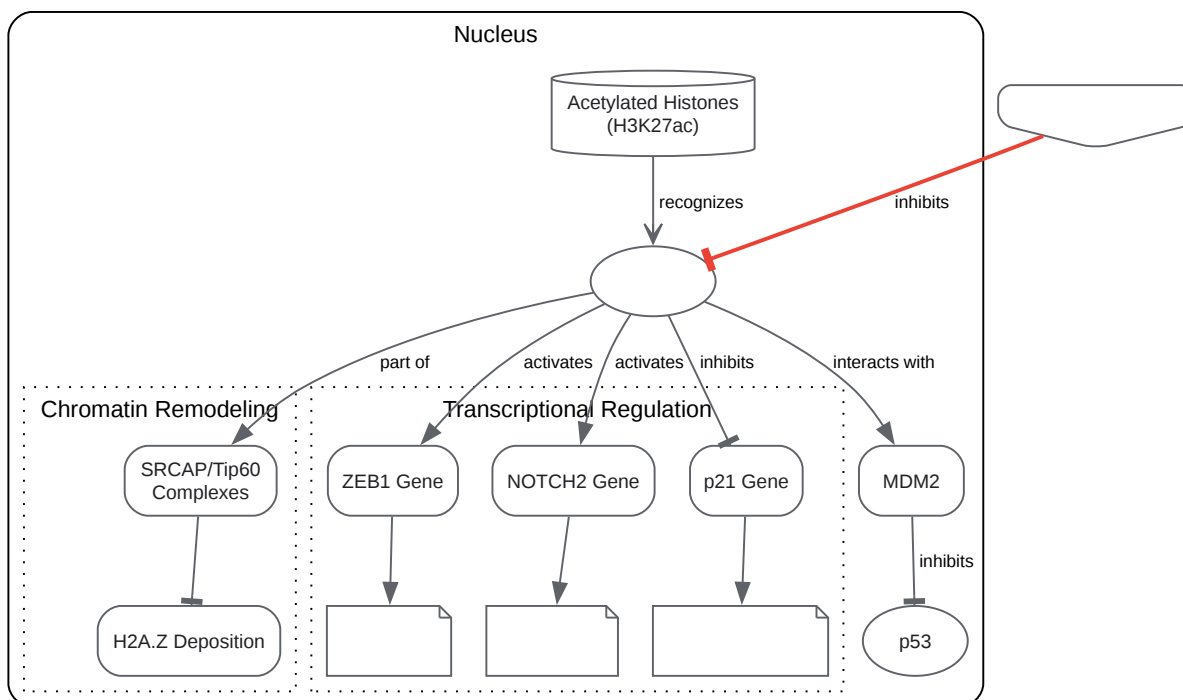 Nucleus
Acetylated Histones
(H3K27ac)
recognizes
inhibits
part of
activates
activates
inhibits
interacts with
Chromatin Remodeling
Transcriptional Regulation
SRCAP/Tip60
Complexes
ZEB1 Gene
NOTCH2 Gene
p21 Gene
MDM2
inhibits
H2A.Z Deposition
p53